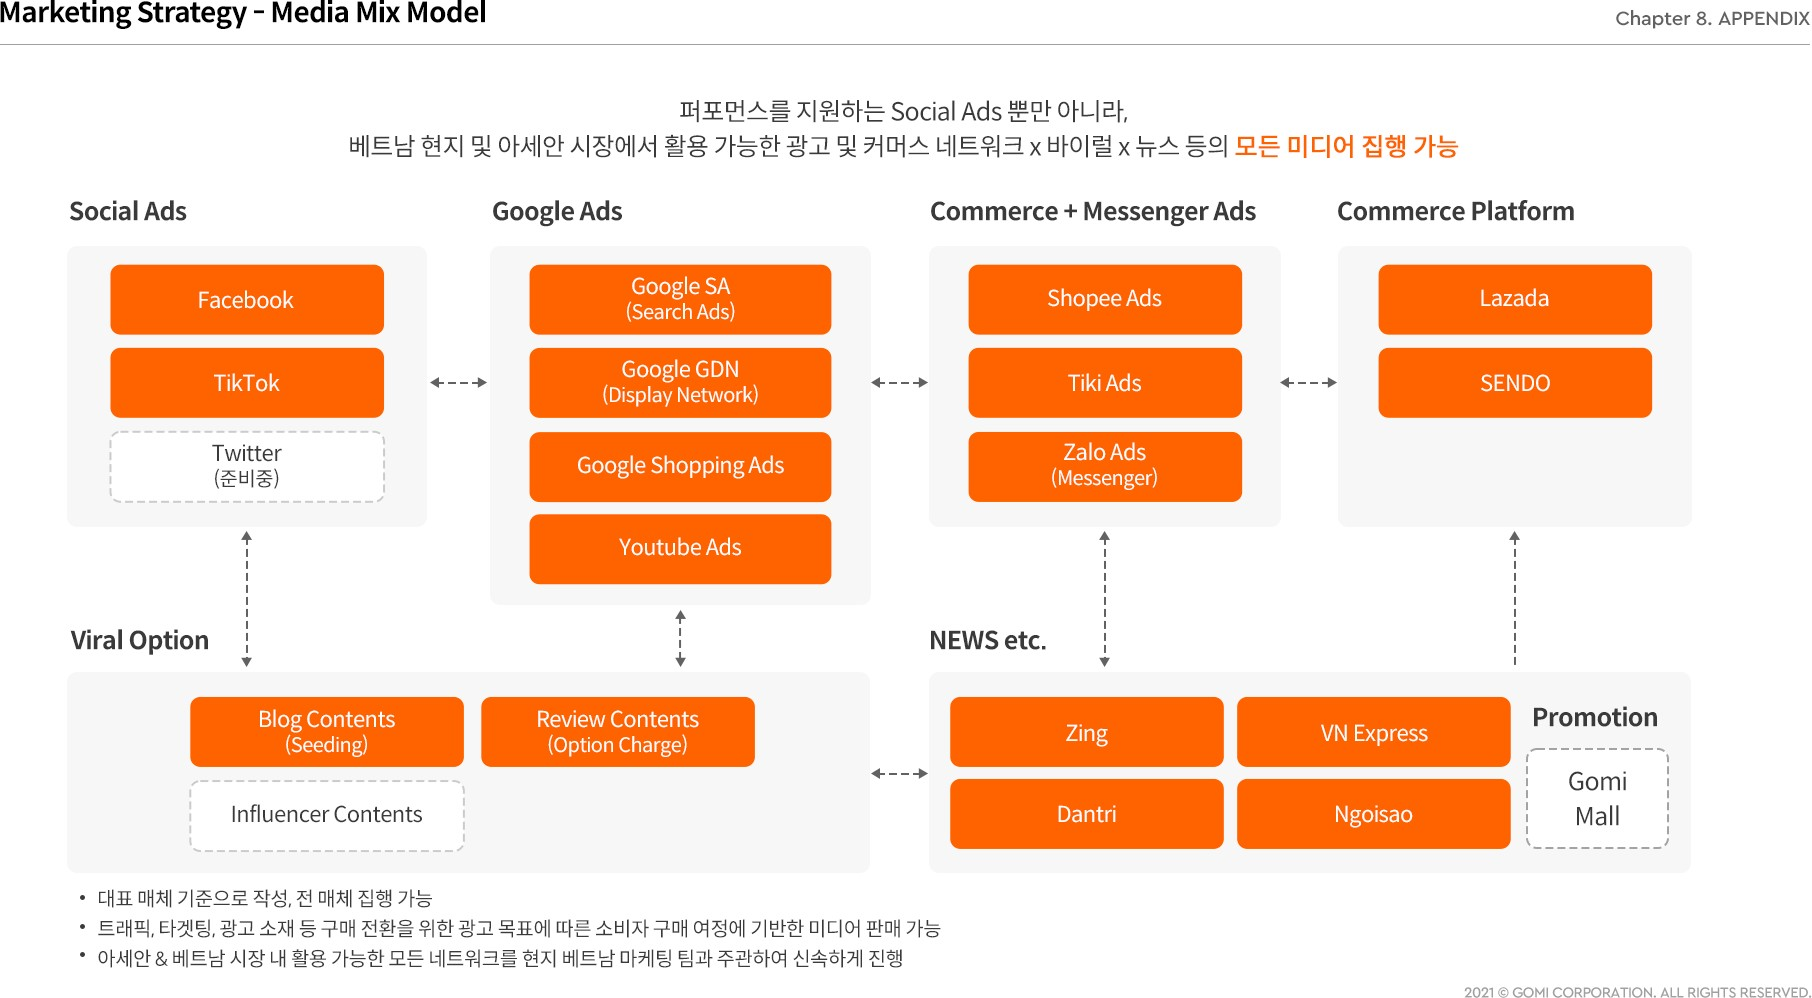 Marketing Strategy - Media Mix Model
Chapter 8. APPENDIX
퍼포먼스를 지원하는 Social Ads 뿐만 아니라,
베트남 현지 및 아세안 시장에서 활용 가능한 광고 및 커머스 네트워크 x 바이럴 x 뉴스 등의 모든 미디어 집행 가능
Social Ads
Facebook
TikTok
Twitter
(준비중)
Google Ads
Google SA
(Search Ads)
Google GDN
(Display Network)
Google Shopping Ads
Youtube Ads
Commerce + Messenger Ads
Shopee Ads
Tiki Ads
Zalo Ads
(Messenger)
Commerce Platform
Lazada
SENDO
Viral Option
Blog Contents
(Seeding)
Review Contents
(Option Charge)
Influencer Contents
NEWS etc.
Zing
VN Express
Dantri
Ngoisao
Promotion
Gomi
Mall
• 대표 매체 기준으로 작성, 전 매체 집행 가능
• 트래픽, 타겟팅, 광고 소재 등 구매 전환을 위한 광고 목표에 따른 소비자 구매 여정에 기반한 미디어 판매 가능
• 아세안 & 베트남 시장 내 활용 가능한 모든 네트워크를 현지 베트남 마케팅 팀과 주관하여 신속하게 진행
2021 © GOMI CORPORATION. ALL RIGHTS RESERVED.